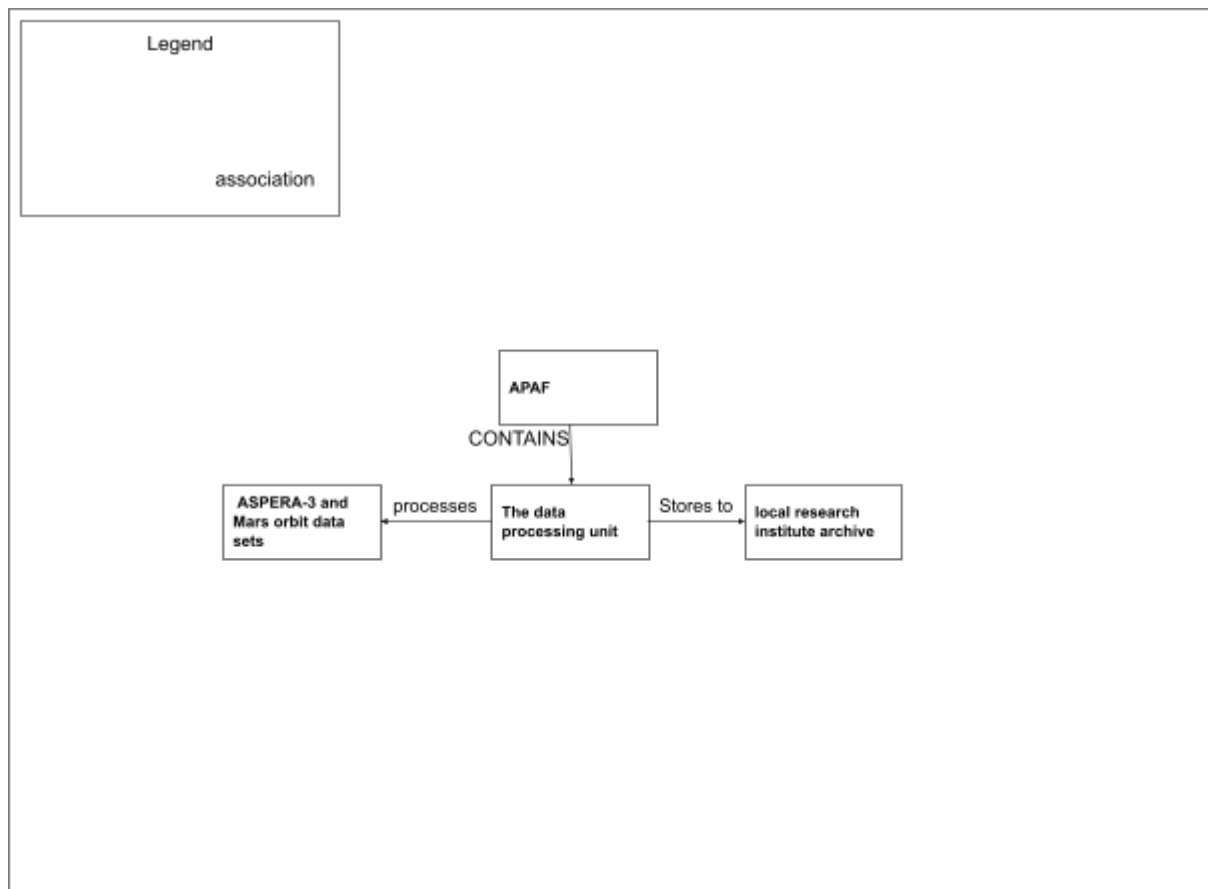 Legend
association
APAF
CONTAINS
ASPERA-3 and
Mars orbit data
sets
processes
The data
processing unit
Stores to
local research
institute archive